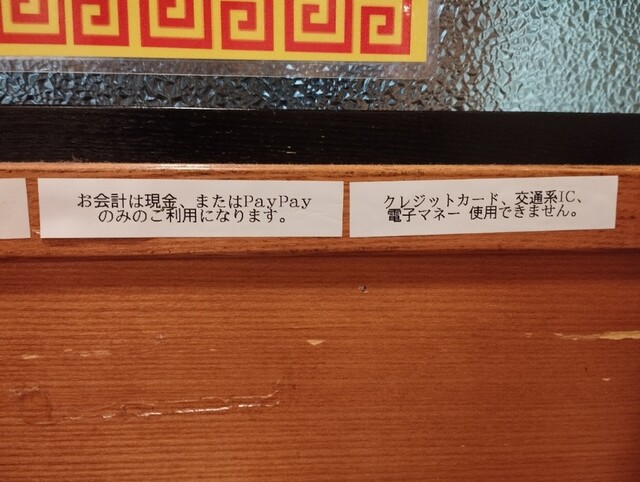 お会計は現金、またはPayPay
のみのご利用になります。
クレジットカード、交通系IC、
電子マネー 使用できません。